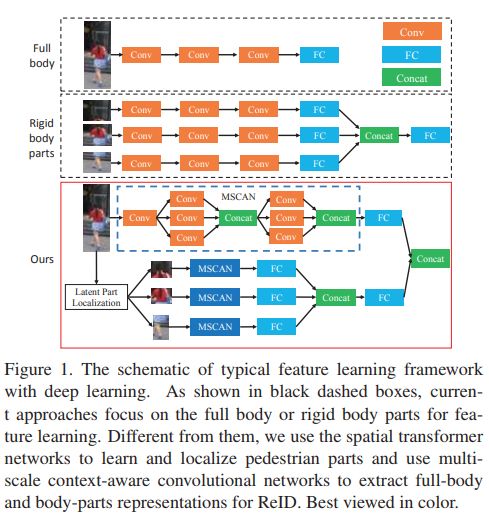 Full
body
Conv Conv Conv FC
Conv
FC
Concat
Rigid
body
parts
Conv Conv Conv FC
Conv Conv Conv FC Concat FC
Conv Conv Conv FC
Ours
MSCAN
Conv Conv
Conv Conv Concat Conv Concat FC
Conv Conv
Concat
Latent Part
Localization
MSCAN FC
MSCAN FC Concat FC
MSCAN FC
Figure 1. The schematic of typical feature learning framework
with deep learning. As shown in black dashed boxes, curren-
t approaches focus on the full body or rigid body parts for fea-
ture learning. Different from them, we use the spatial transformer
networks to learn and localize pedestrian parts and use multi-
scale context-aware convolutional networks to extract full-body
and body-parts representations for ReID. Best viewed in color.